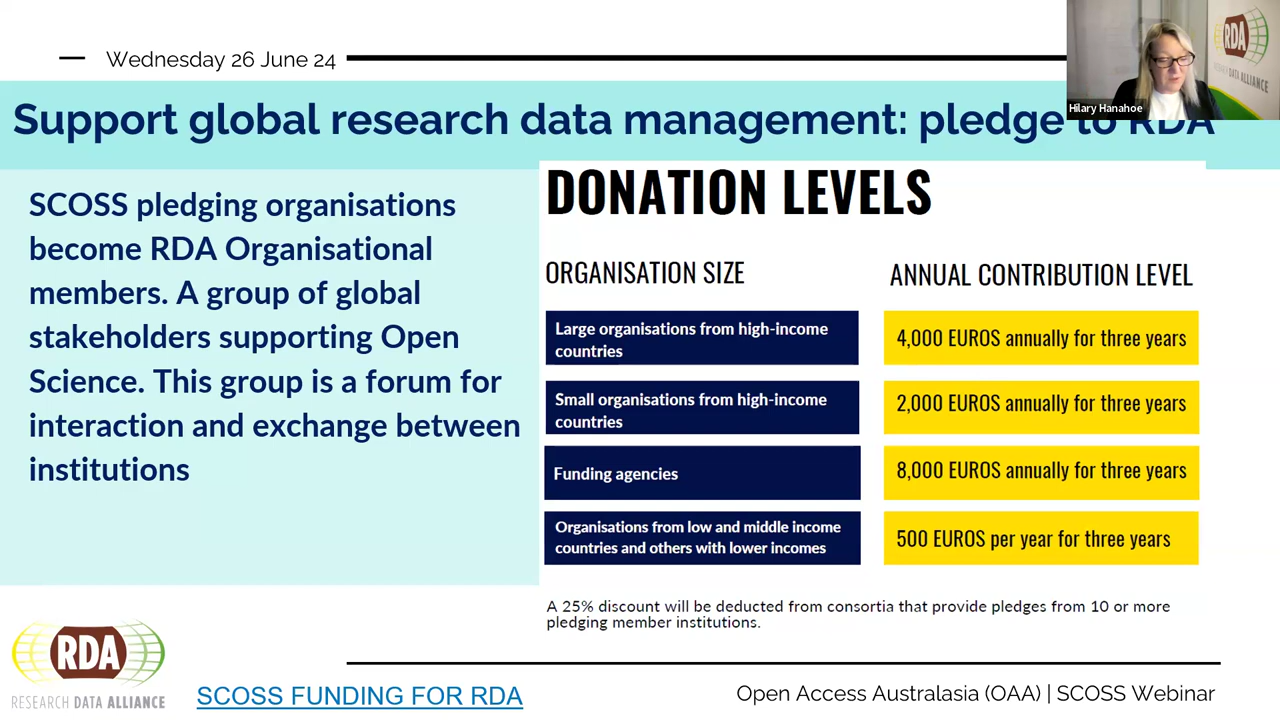 Wednesday 26 June 24
Hilary Hanahoe
RDA
RESEARCH DATA ALLIANCE
Support global research data management: pledge to RDA
SCOSS pledging organisations
become RDA Organisational
members. A group of global
stakeholders supporting Open
Science. This group is a forum for
interaction and exchange between
institutions
DONATION LEVELS
ORGANISATION SIZE
ANNUAL CONTRIBUTION LEVEL
Large organisations from high-income
countries
4,000 EUROS annually for three years
Small organisations from high-income
countries
2,000 EUROS annually for three years
Funding agencies
8,000 EUROS annually for three years
Organisations from low and middle income
countries and others with lower incomes
500 EUROS per year for three years
A 25% discount will be deducted from consortia that provide pledges from 10 or more
pledging member institutions.
RDA
RESEARCH DATA ALLIANCE
SCOSS FUNDING FOR RDA
Open Access Australasia (OAA) | SCOSS Webinar